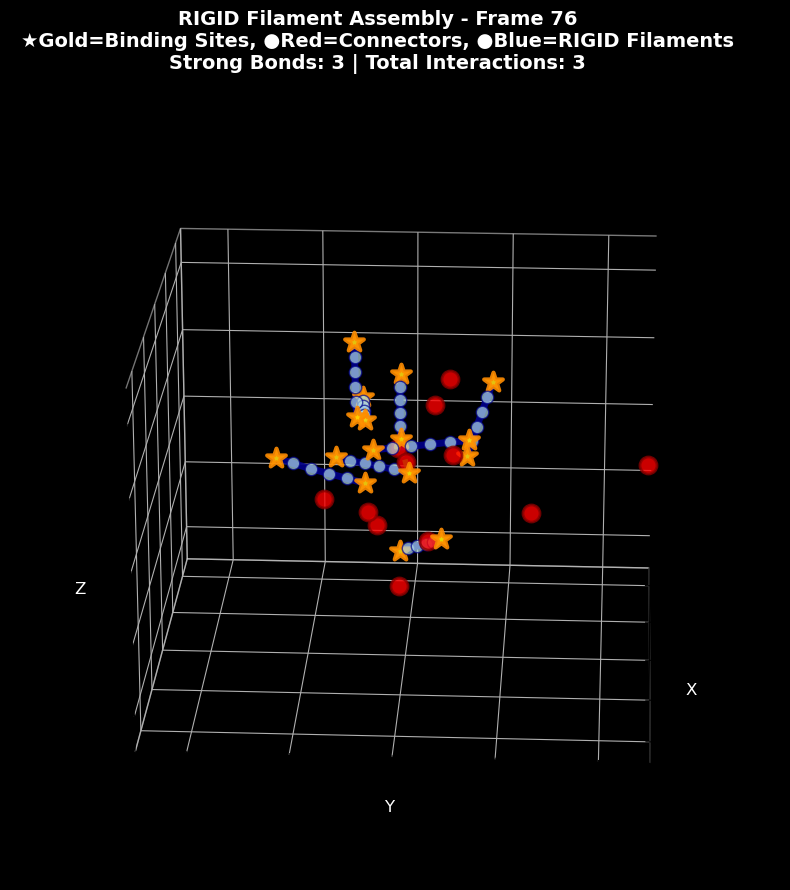 RIGID Filament Assembly - Frame 76
★Gold=Binding Sites, ●Red=Connectors, ●Blue=RIGID Filaments
Strong Bonds: 3 | Total Interactions: 3
Z
X
Y